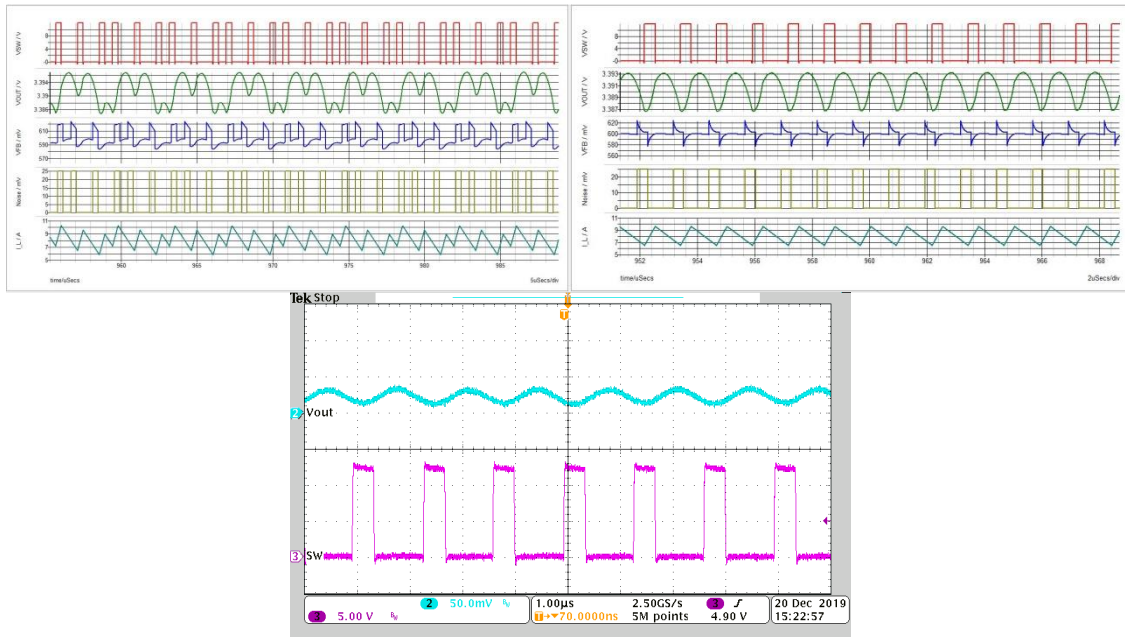 VSW / V
8
4
-0
VOUT / V
3.394
3.39
3.386
VFB / mV
610
590
570
Noise / mV
25
20
15
10
5
0
I_L / A
11
9
7
5
960
965
970
975
980
985
time/uSecs
5uSecs/div
VSW / V
8
4
-0
VOUT / V
3.393
3.391
3.389
3.387
VFB / mV
620
600
580
560
Noise / mV
20
10
0
I_L / A
11
9
7
5
952
954
956
958
960
962
964
966
968
time/uSecs
2uSecs/div
Tek Stop
T
2 Vout
3 SW
2 50.0mV BW 1.00µs 2.50GS/s 3 20 Dec 2019
3 5.00 V BW T→▼70.0000ns 5M points 4.90 V 15:22:57